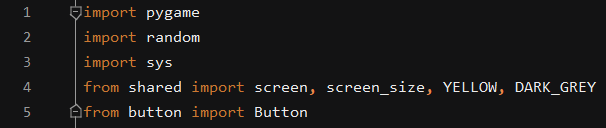 1 import pygame
2 import random
3 import sys
4 from shared import screen, screen_size, YELLOW, DARK_GREY
5 from button import Button